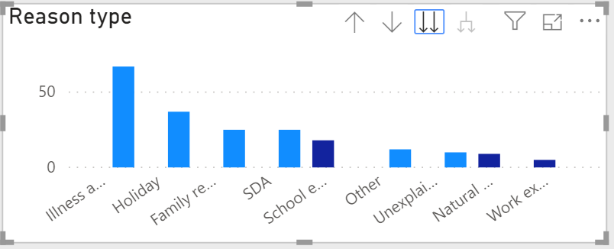 Reason type
50
0
Illness a...
Holiday
Family re...
SDA
School e...
Other
Unexplai...
Natural ...
Work ex...